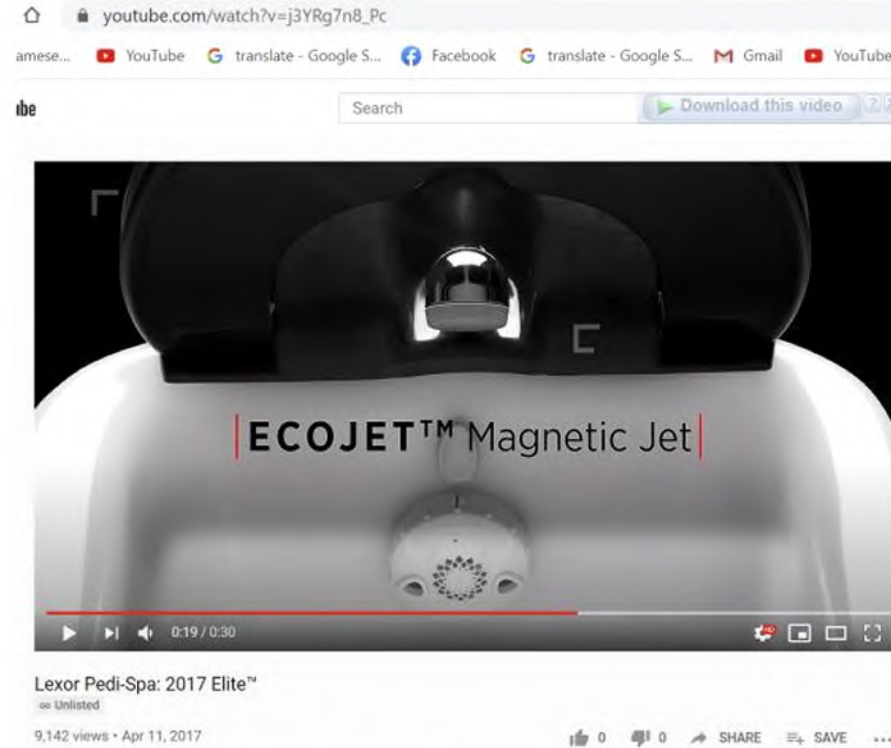 youtube.com/watch?v=j3YRg7n8_Pc
amese... YouTube G translate - Google S... Facebook G translate - Google S... M Gmail YouTube
ube Search Download this video ?
ECOJET™ Magnetic Jet
0:19 / 0:30 HD
Lexor Pedi-Spa: 2017 Elite™
Unlisted
9,142 views • Apr 11, 2017 0 0 SHARE SAVE ...